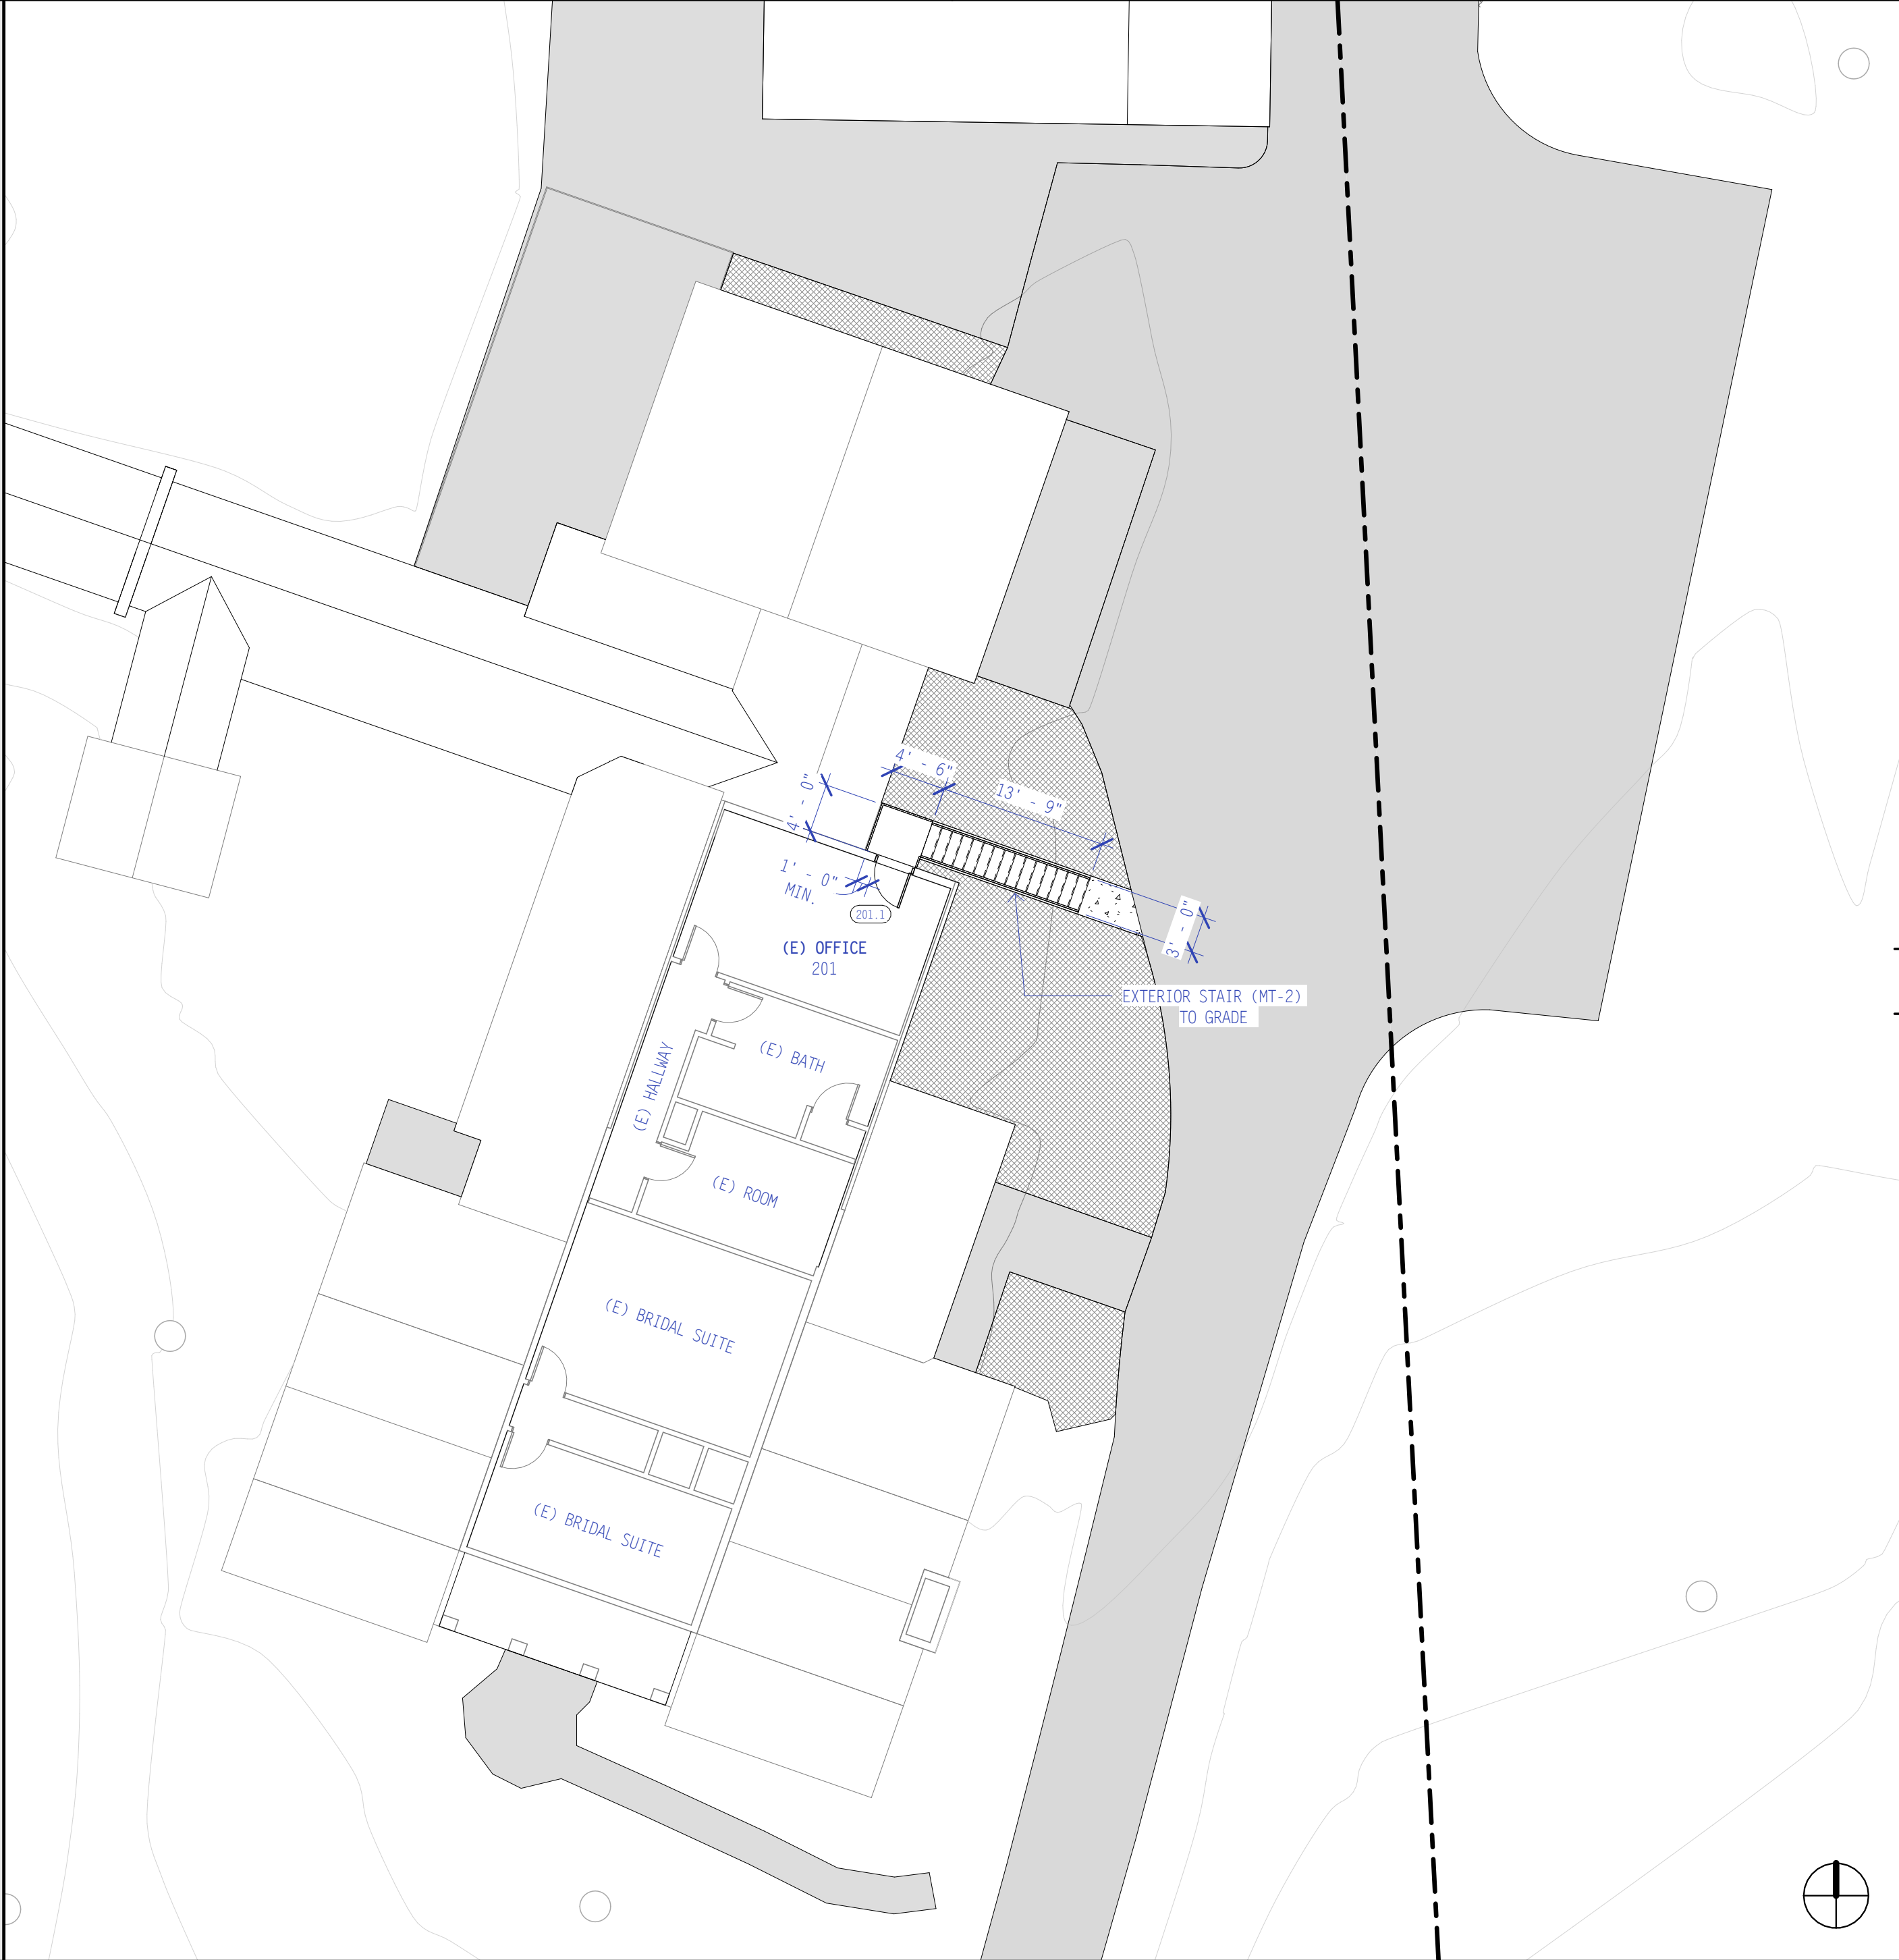 4' - 6"
13' - 9"
4' - 0"
1' - 0"
MIN.
201.1
3' - 0"
(E) OFFICE
201
EXTERIOR STAIR (MT-2)
TO GRADE
(E) HALLWAY
(E) BATH
(E) ROOM
(E) BRIDAL SUITE
(E) BRIDAL SUITE